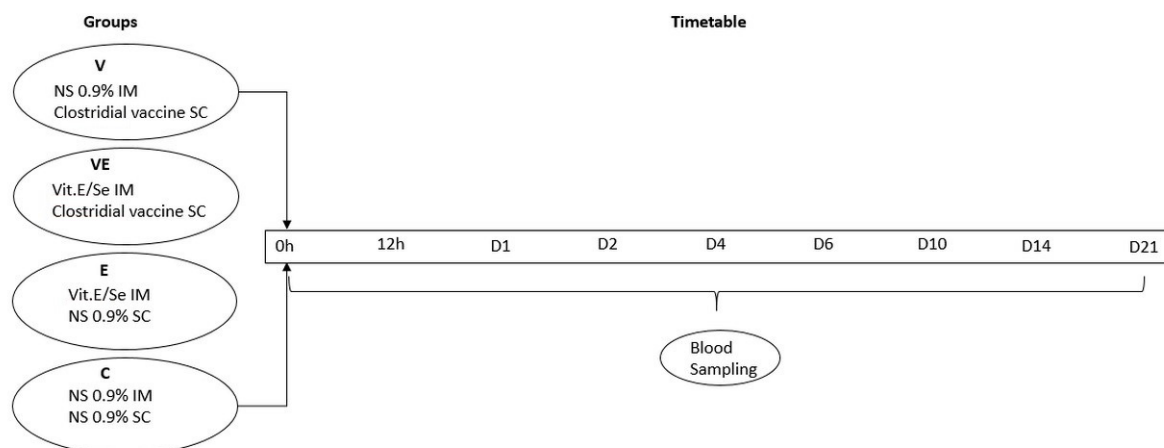 Groups
Timetable
V
NS 0.9% IM
Clostridial vaccine SC
VE
Vit.E/Se IM
Clostridial vaccine SC
E
Vit.E/Se IM
NS 0.9% SC
C
NS 0.9% IM
NS 0.9% SC
0h 12h D1 D2 D4 D6 D10 D14 D21
Blood
Sampling